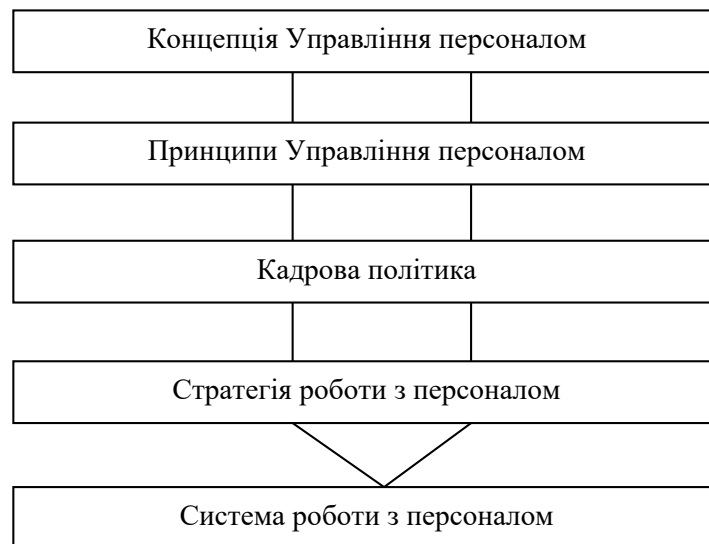 Концепція Управління персоналом
Принципи Управління персоналом
Кадрова політика
Стратегія роботи з персоналом
Система роботи з персоналом